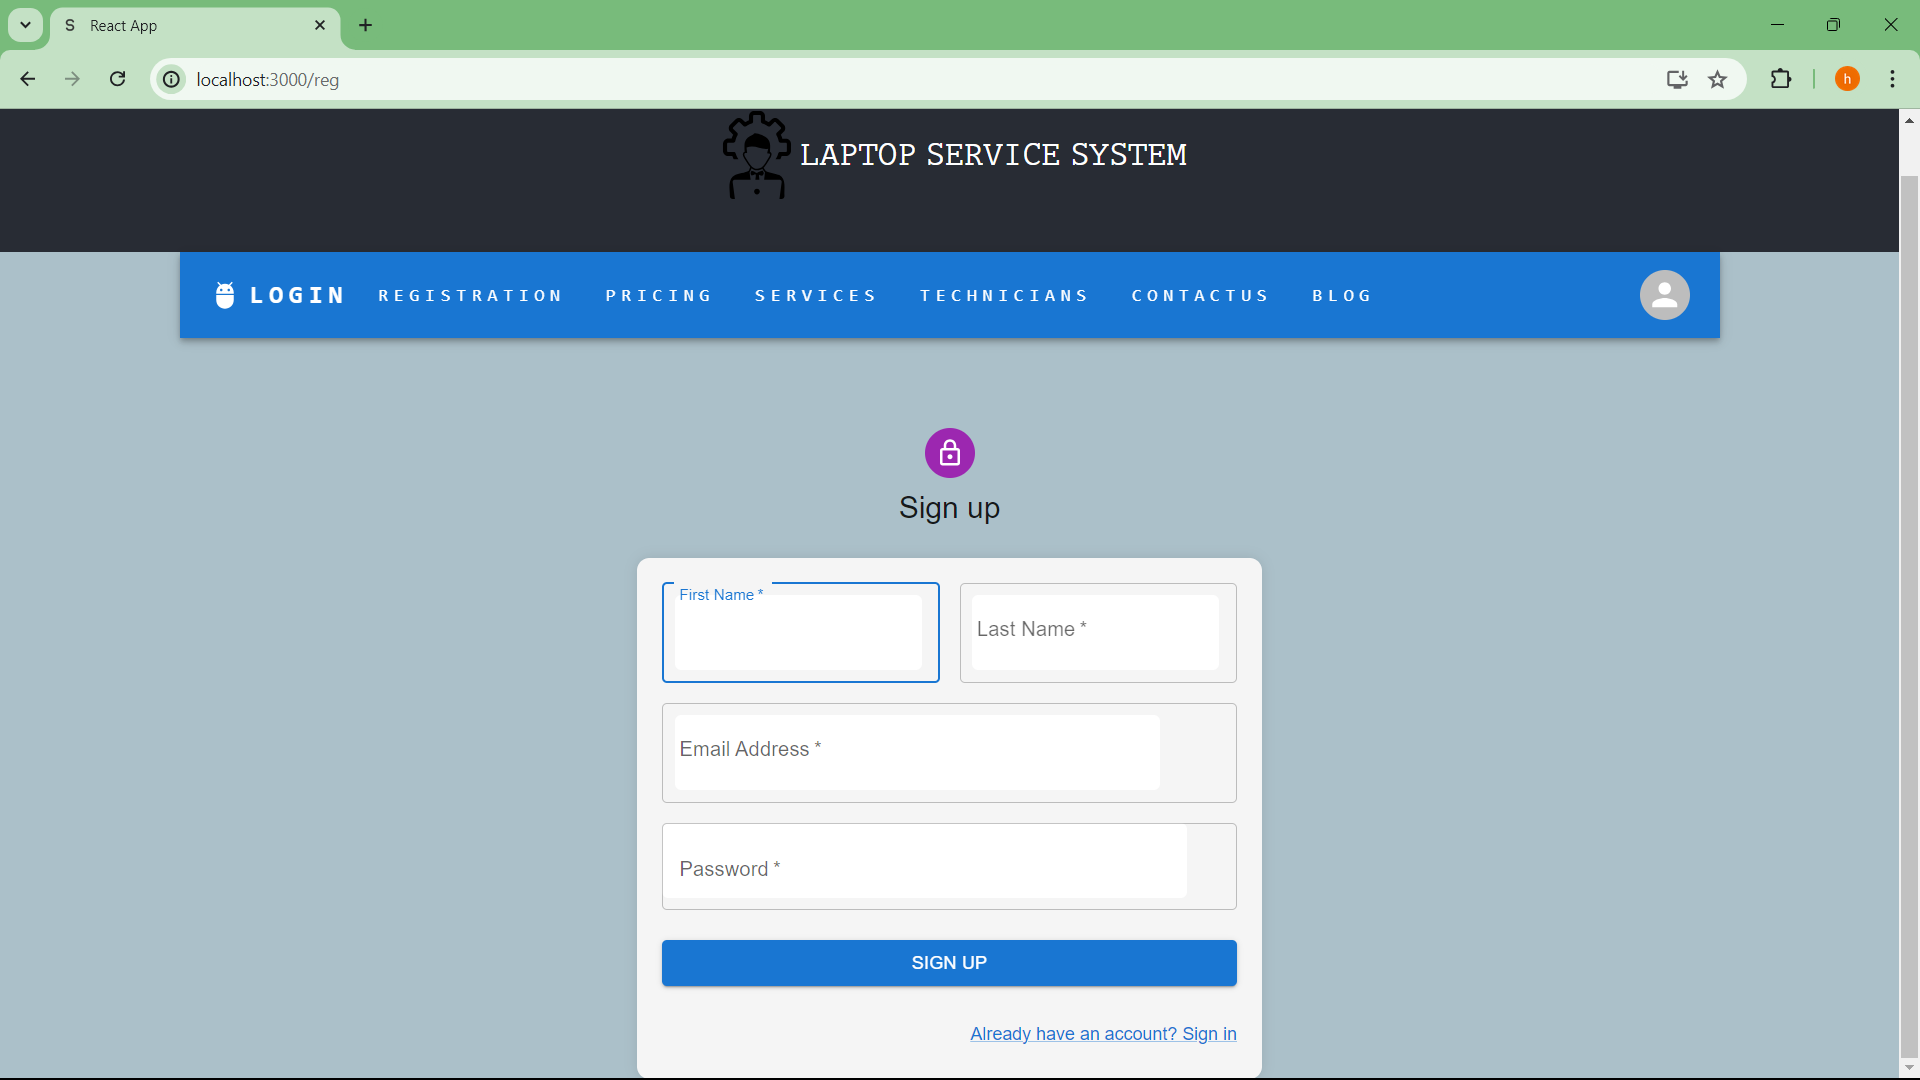 S React App
localhost:3000/reg
h
LAPTOP SERVICE SYSTEM
LOGIN REGISTRATION PRICING SERVICES TECHNICIANS CONTACTUS BLOG
Sign up
First Name *
Last Name *
Email Address *
Password *
SIGN UP
Already have an account? Sign in